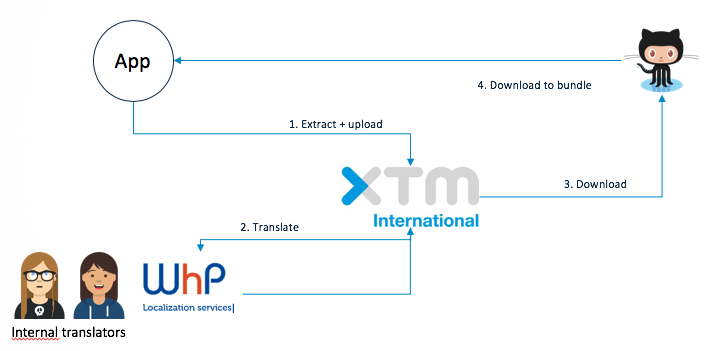 App
4. Download to bundle
1. Extract + upload
XTM
International
3. Download
2. Translate
WhP
Localization services|
Internal translators